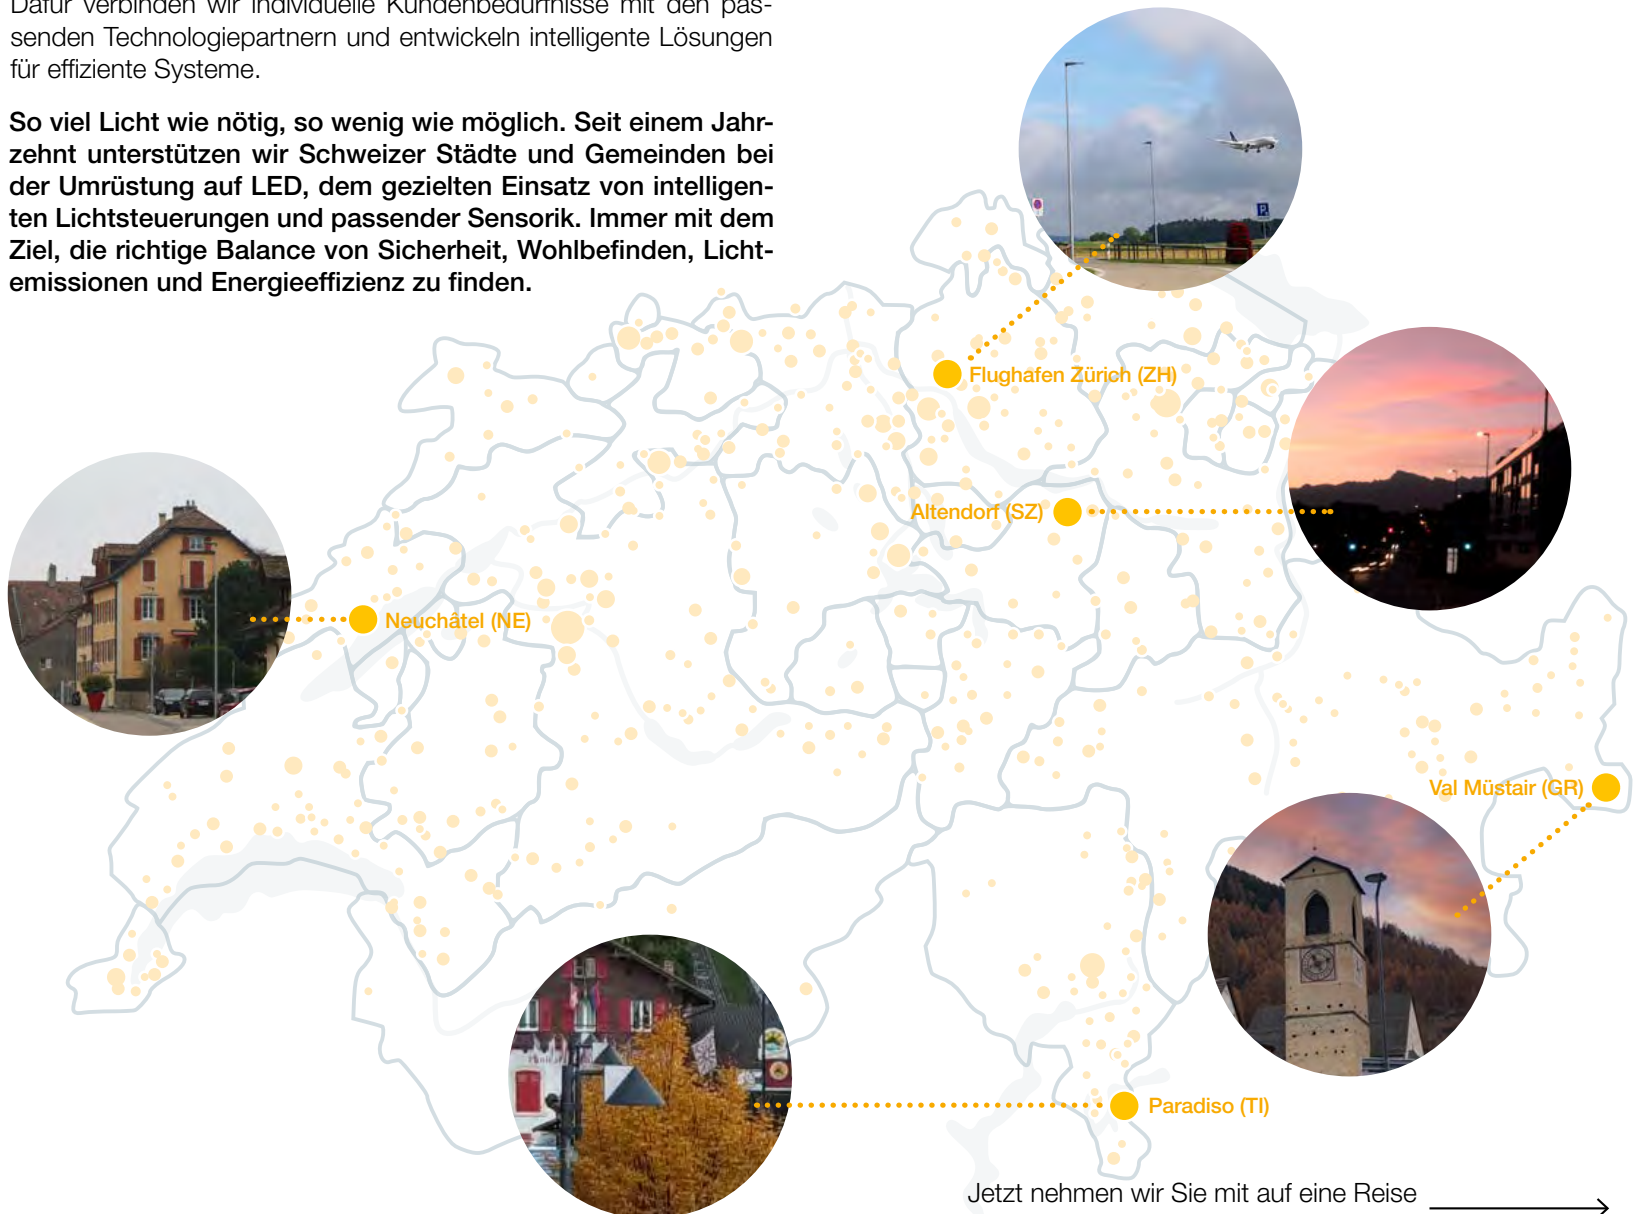 Dafür verbinden wir individuelle Kundenbedürfnisse mit den pas-
senden Technologiepartnern und entwickeln intelligente Lösungen
für effiziente Systeme.
So viel Licht wie nötig, so wenig wie möglich. Seit einem Jahr-
zehnt unterstützen wir Schweizer Städte und Gemeinden bei
der Umrüstung auf LED, dem gezielten Einsatz von intelligen-
ten Lichtsteuerungen und passender Sensorik. Immer mit dem
Ziel, die richtige Balance von Sicherheit, Wohlbefinden, Licht-
emissionen und Energieeffizienz zu finden.
Flughafen Zürich (ZH)
Altendorf (SZ)
Neuchâtel (NE)
Val Müstair (GR)
Paradiso (TI)
Jetzt nehmen wir Sie mit auf eine Reise